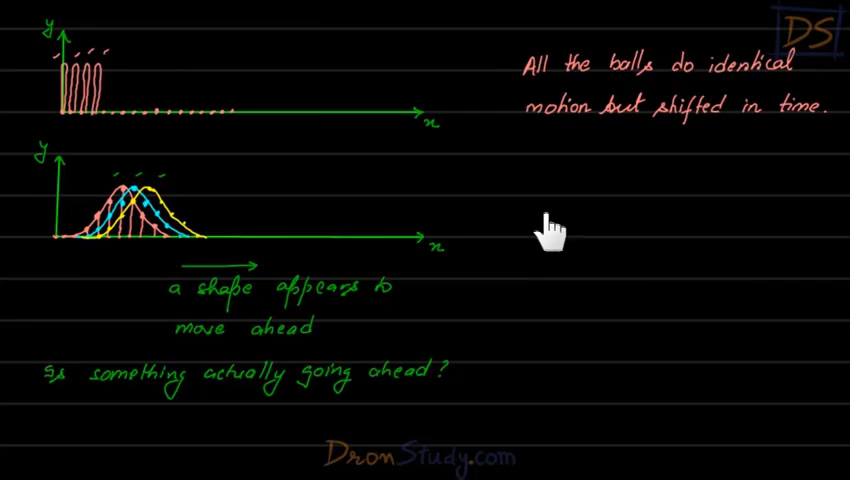 DS
y
All the balls do identical
motion but shifted in time.
x
y
x
a shape appears to
move ahead
Is something actually going ahead?
DronStudy.com